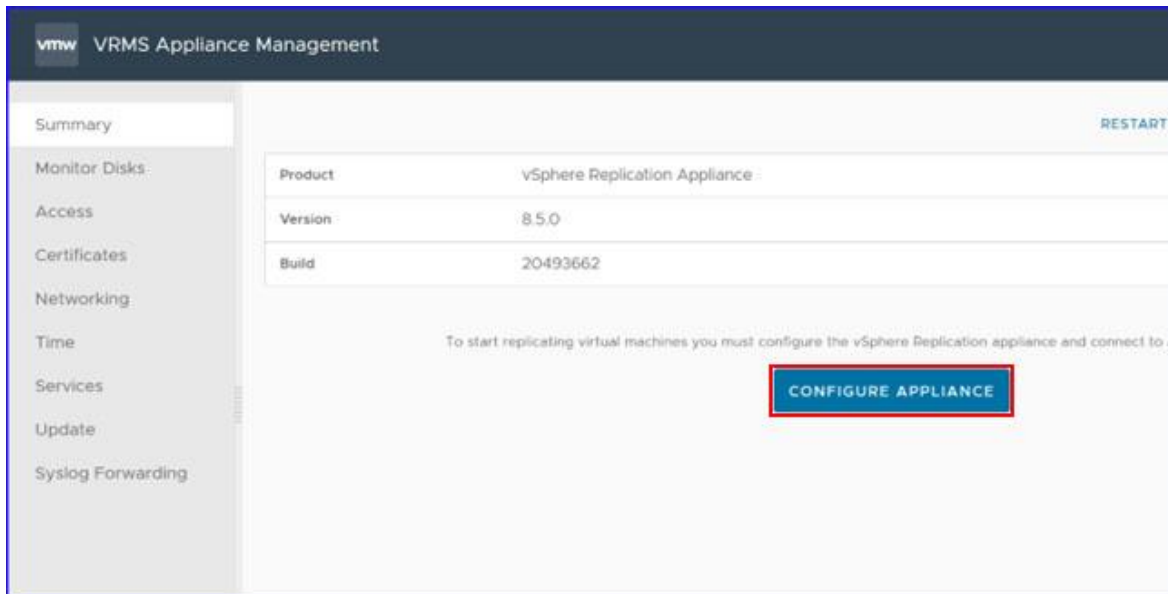 vmw VRMS Appliance Management
Summary
RESTART
Monitor Disks
Product vSphere Replication Appliance
Access
Version 8.5.0
Certificates
Build 20493662
Networking
Time
To start replicating virtual machines you must configure the vSphere Replication appliance and connect to
Services
CONFIGURE APPLIANCE
Update
Syslog Forwarding